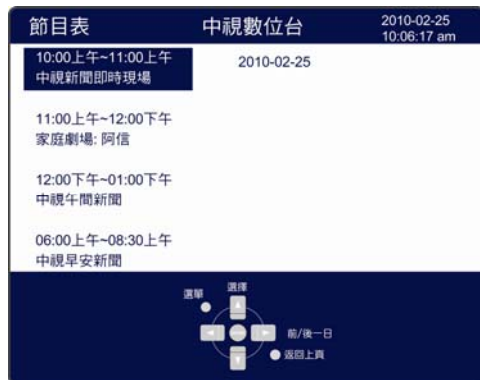 節目表
中視數位台
2010-02-25
10:06:17 am
10:00上午~11:00上午
中視新聞即時現場
2010-02-25
11:00上午~12:00下午
家庭劇場: 阿信
12:00下午~01:00下午
中視午間新聞
06:00上午~08:30上午
中視早安新聞
選單
選擇
前/後一日
返回上頁